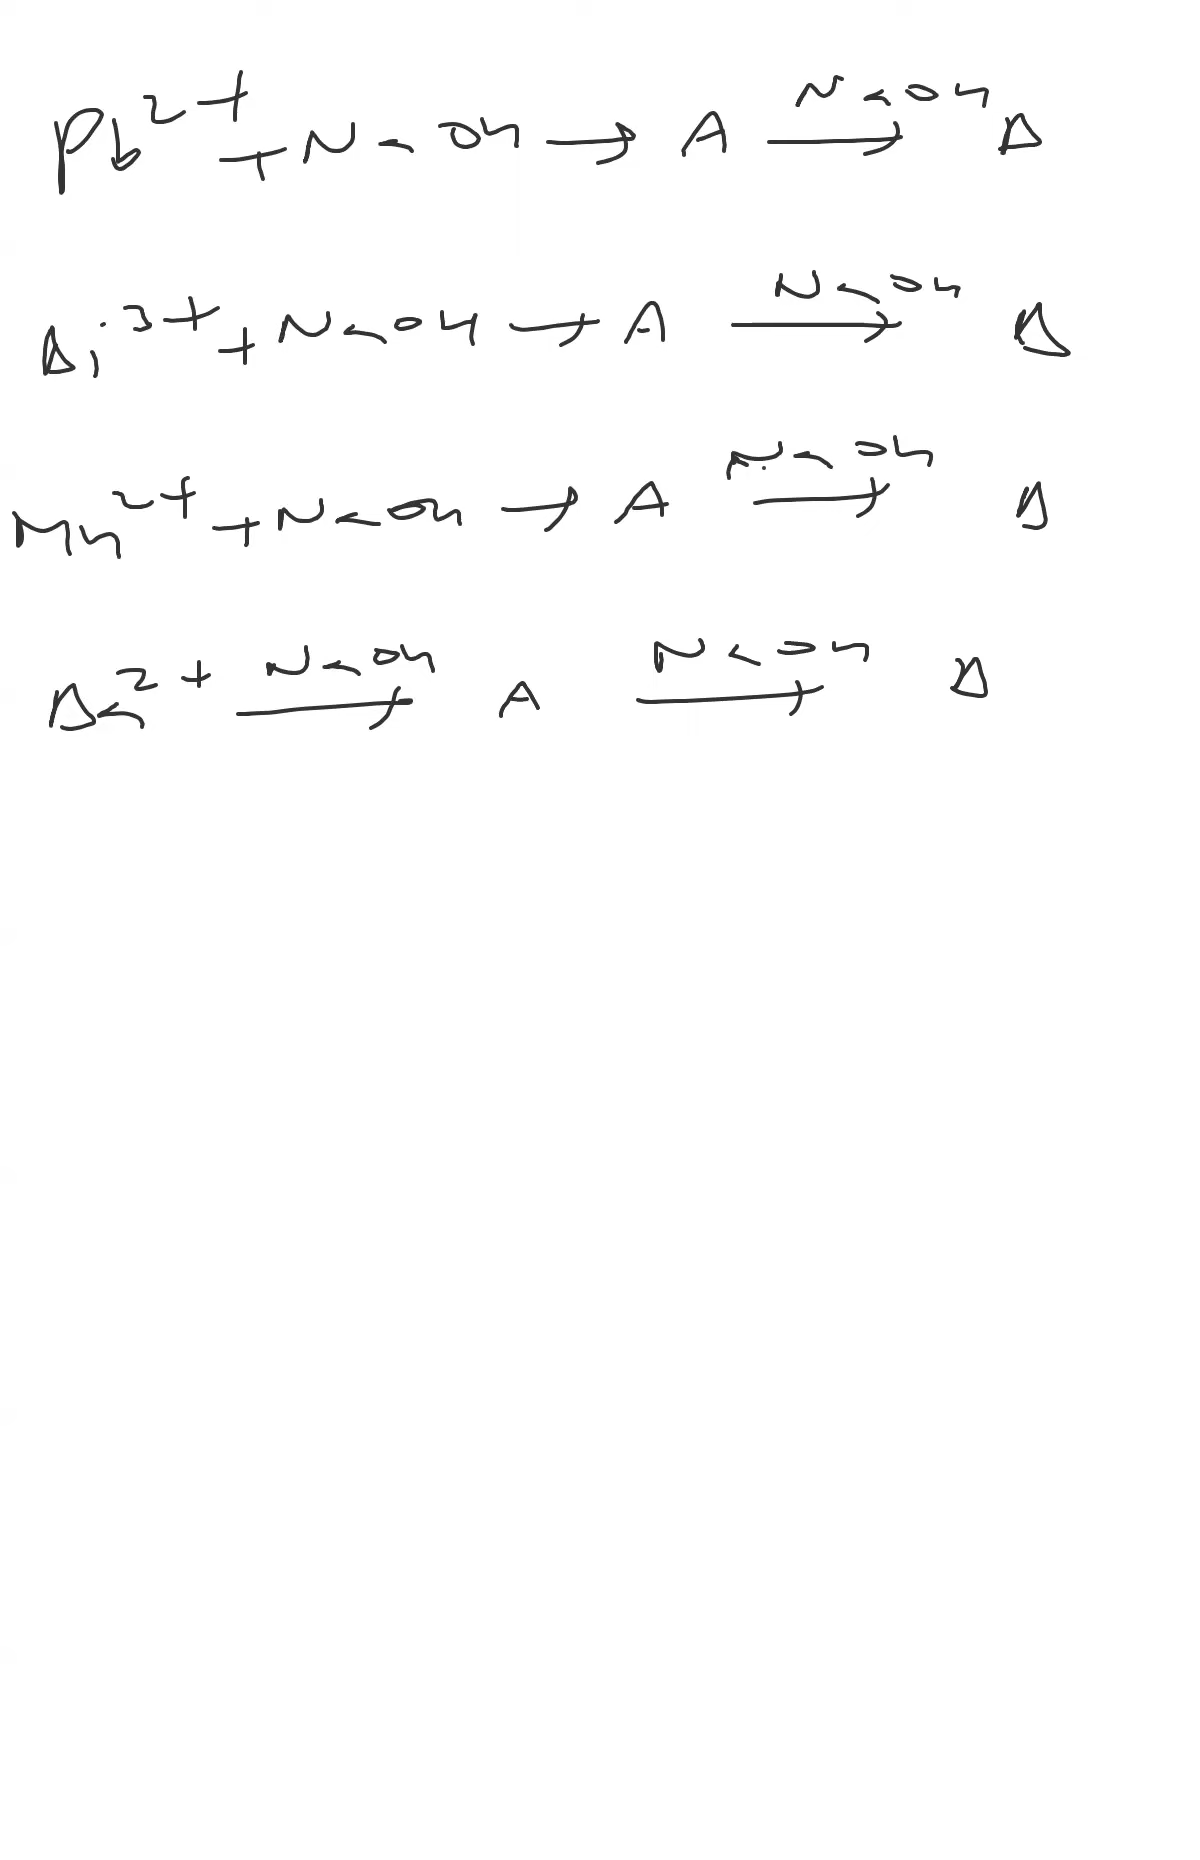 Pb²⁺ + NaOH → A —NaOH→ B
Bi³⁺ + NaOH → A —NaOH→ B
Mn²⁺ + NaOH → A —NaOH→ B
Ba²⁺ —NaOH→ A —NaOH→ B